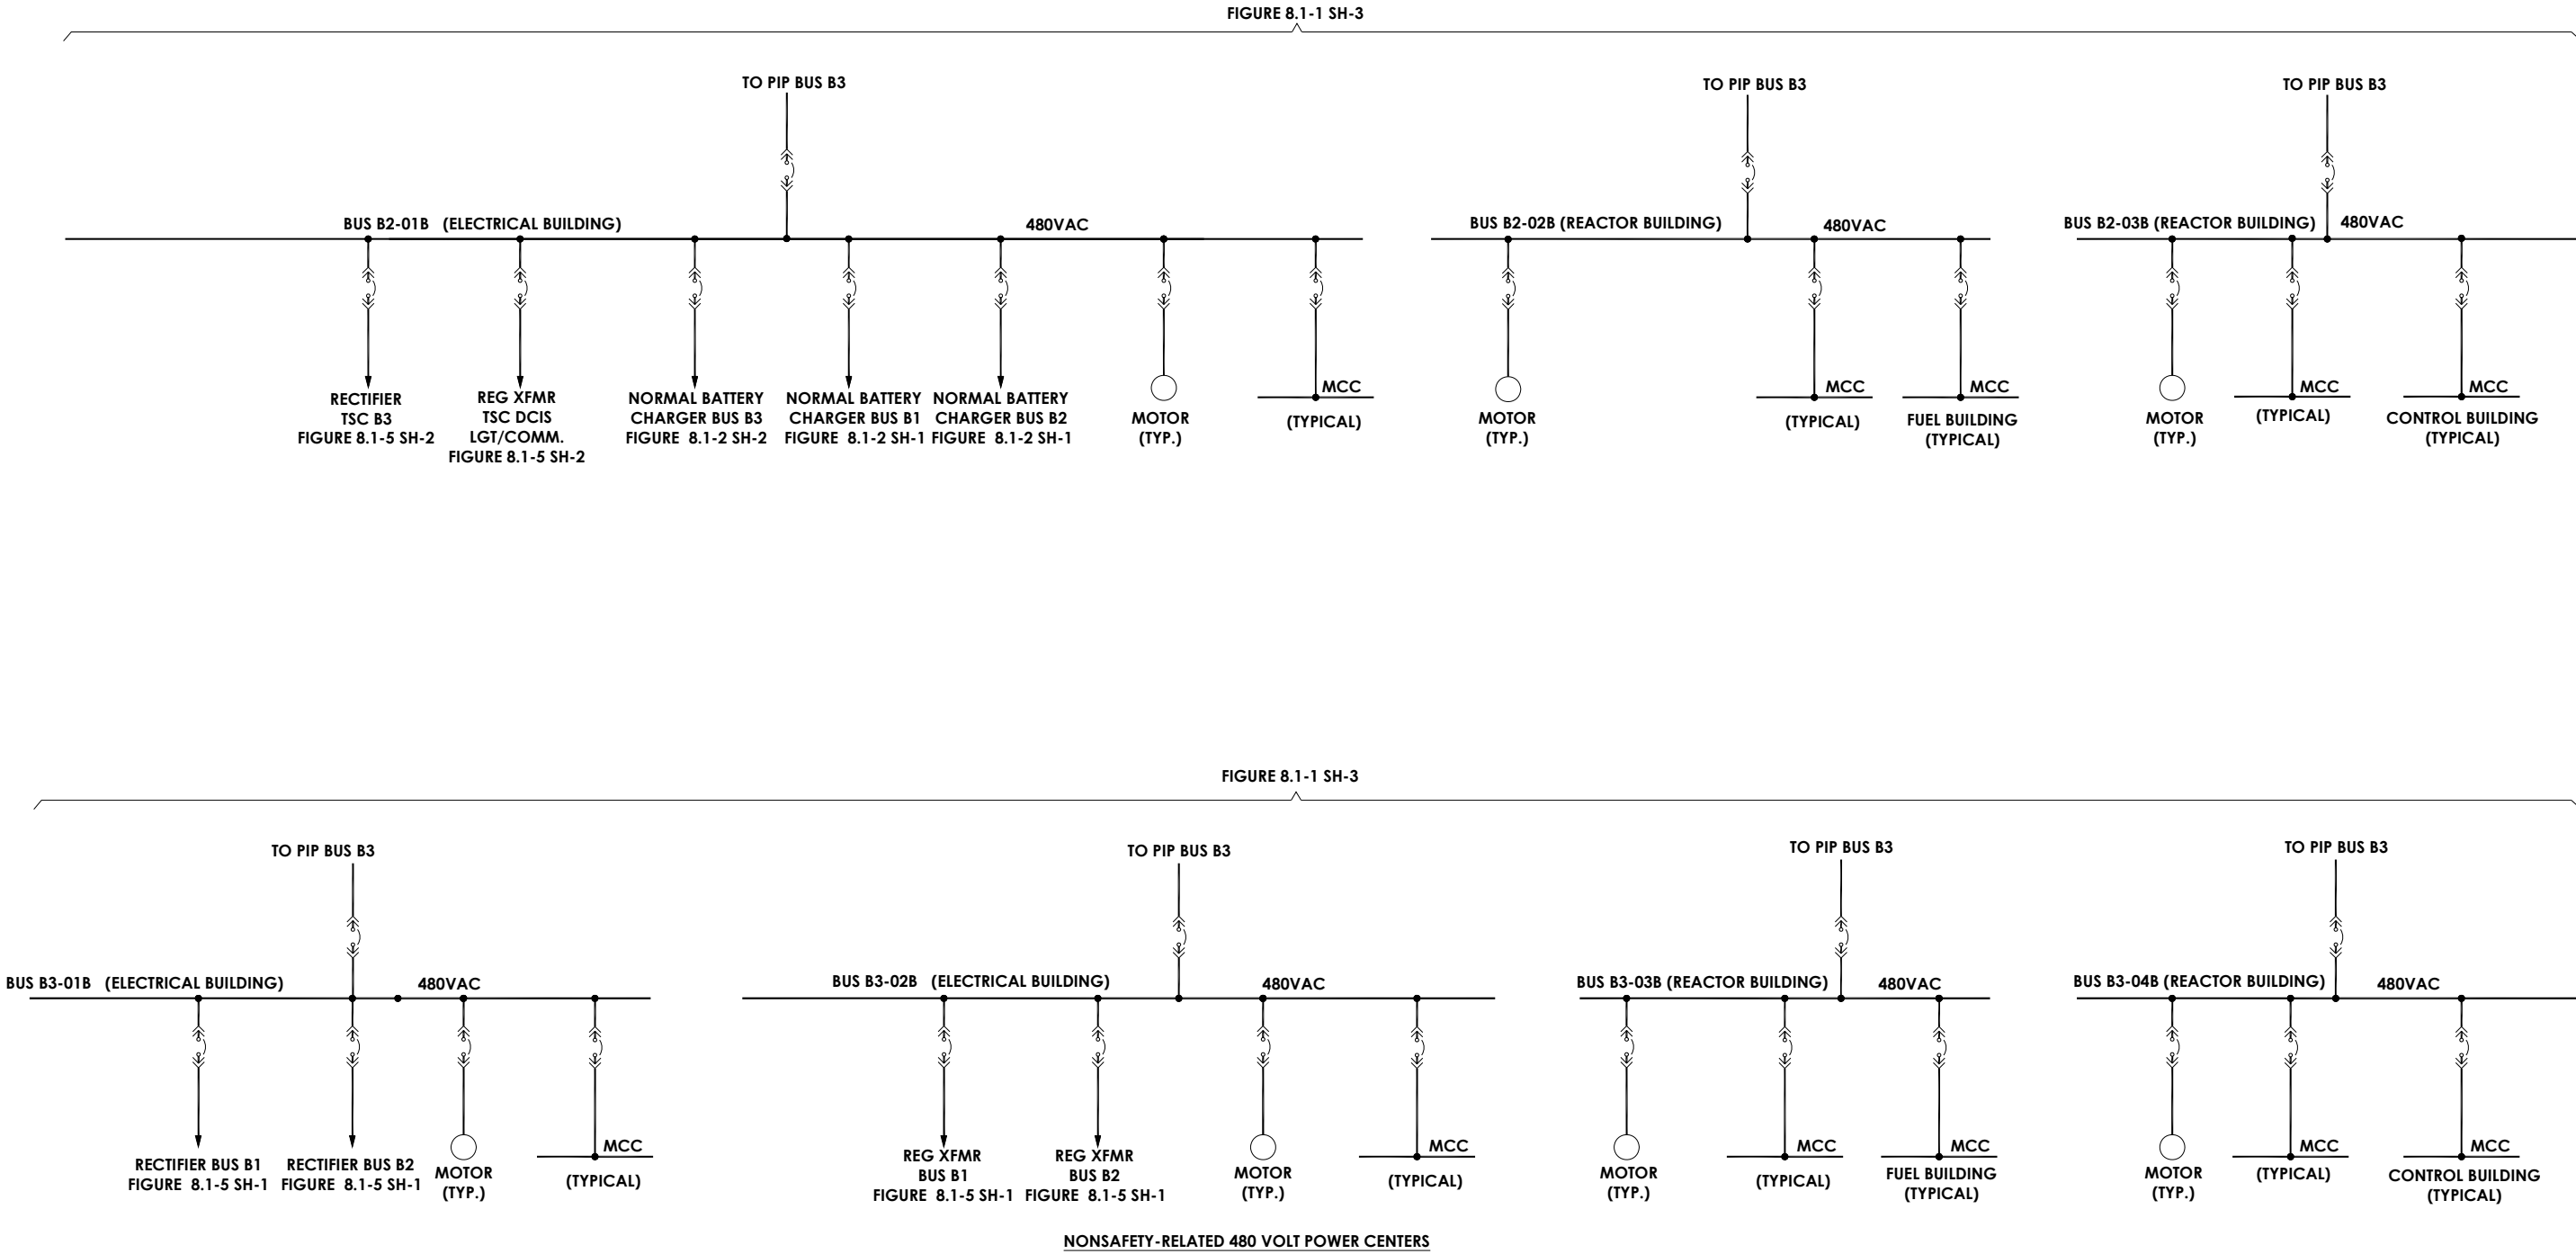 FIGURE 8.1-1 SH-3
TO PIP BUS B3
TO PIP BUS B3
TO PIP BUS B3
BUS B2-01B (ELECTRICAL BUILDING)
480VAC
BUS B2-02B (REACTOR BUILDING)
480VAC
BUS B2-03B (REACTOR BUILDING)
480VAC
RECTIFIER
TSC B3
FIGURE 8.1-5 SH-2
REG XFMR
TSC DCIS
LGT/COMM.
FIGURE 8.1-5 SH-2
NORMAL BATTERY
CHARGER BUS B3
FIGURE 8.1-2 SH-2
NORMAL BATTERY
CHARGER BUS B1
FIGURE 8.1-2 SH-1
NORMAL BATTERY
CHARGER BUS B2
FIGURE 8.1-2 SH-1
MOTOR
(TYP.)
MCC
(TYPICAL)
MOTOR
(TYP.)
MCC
(TYPICAL)
MCC
FUEL BUILDING
(TYPICAL)
MOTOR
(TYP.)
MCC
(TYPICAL)
MCC
CONTROL BUILDING
(TYPICAL)
FIGURE 8.1-1 SH-3
TO PIP BUS B3
TO PIP BUS B3
TO PIP BUS B3
TO PIP BUS B3
BUS B3-01B (ELECTRICAL BUILDING)
480VAC
BUS B3-02B (ELECTRICAL BUILDING)
480VAC
BUS B3-03B (REACTOR BUILDING)
480VAC
BUS B3-04B (REACTOR BUILDING)
480VAC
RECTIFIER BUS B1
FIGURE 8.1-5 SH-1
RECTIFIER BUS B2
FIGURE 8.1-5 SH-1
MOTOR
(TYP.)
MCC
(TYPICAL)
REG XFMR
BUS B1
FIGURE 8.1-5 SH-1
REG XFMR
BUS B2
FIGURE 8.1-5 SH-1
MOTOR
(TYP.)
MCC
(TYPICAL)
MOTOR
(TYP.)
MCC
(TYPICAL)
MCC
FUEL BUILDING
(TYPICAL)
MOTOR
(TYP.)
MCC
(TYPICAL)
MCC
CONTROL BUILDING
(TYPICAL)
NONSAFETY-RELATED 480 VOLT POWER CENTERS